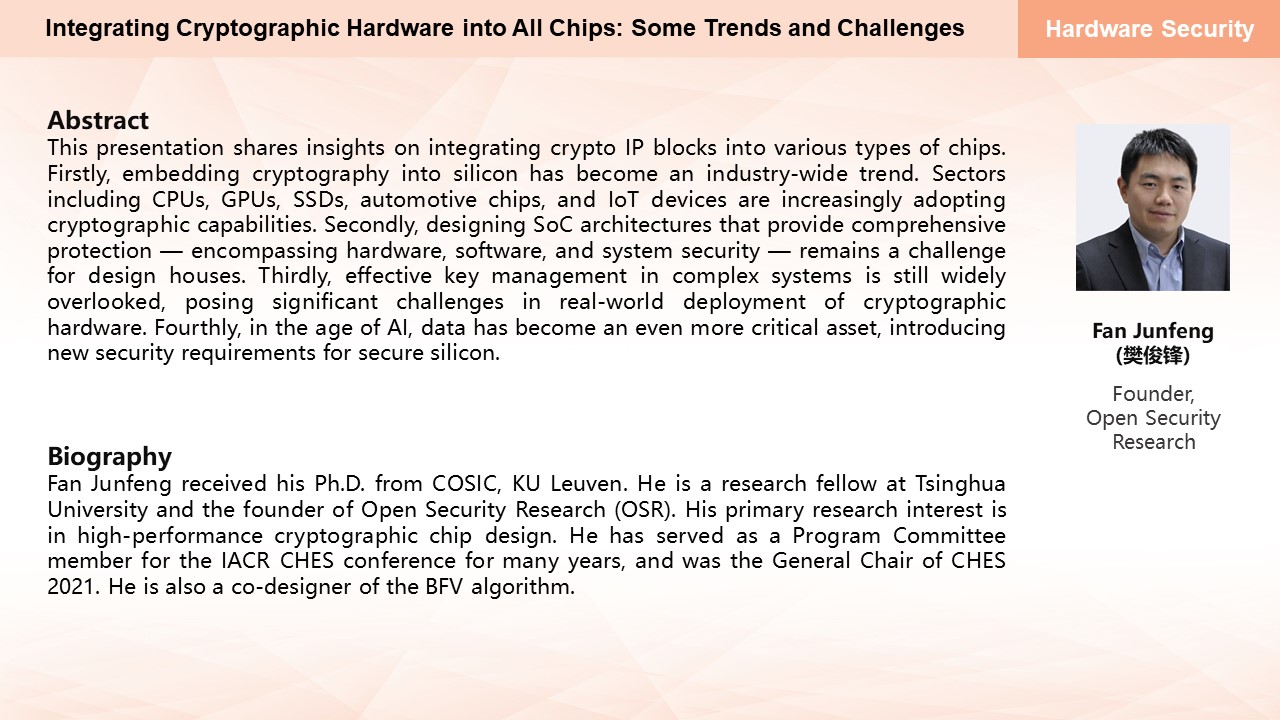 Integrating Cryptographic Hardware into All Chips: Some Trends and Challenges
Hardware Security
Abstract
This presentation shares insights on integrating crypto IP blocks into various types of chips.
Firstly, embedding cryptography into silicon has become an industry-wide trend. Sectors
including CPUs, GPUs, SSDs, automotive chips, and IoT devices are increasingly adopting
cryptographic capabilities. Secondly, designing SoC architectures that provide comprehensive
protection — encompassing hardware, software, and system security — remains a challenge
for design houses. Thirdly, effective key management in complex systems is still widely
overlooked, posing significant challenges in real-world deployment of cryptographic
hardware. Fourthly, in the age of AI, data has become an even more critical asset, introducing
new security requirements for secure silicon.
Biography
Fan Junfeng received his Ph.D. from COSIC, KU Leuven. He is a research fellow at Tsinghua
University and the founder of Open Security Research (OSR). His primary research interest is
in high-performance cryptographic chip design. He has served as a Program Committee
member for the IACR CHES conference for many years, and was the General Chair of CHES
2021. He is also a co-designer of the BFV algorithm.
Fan Junfeng
(樊俊锋)
Founder,
Open Security
Research